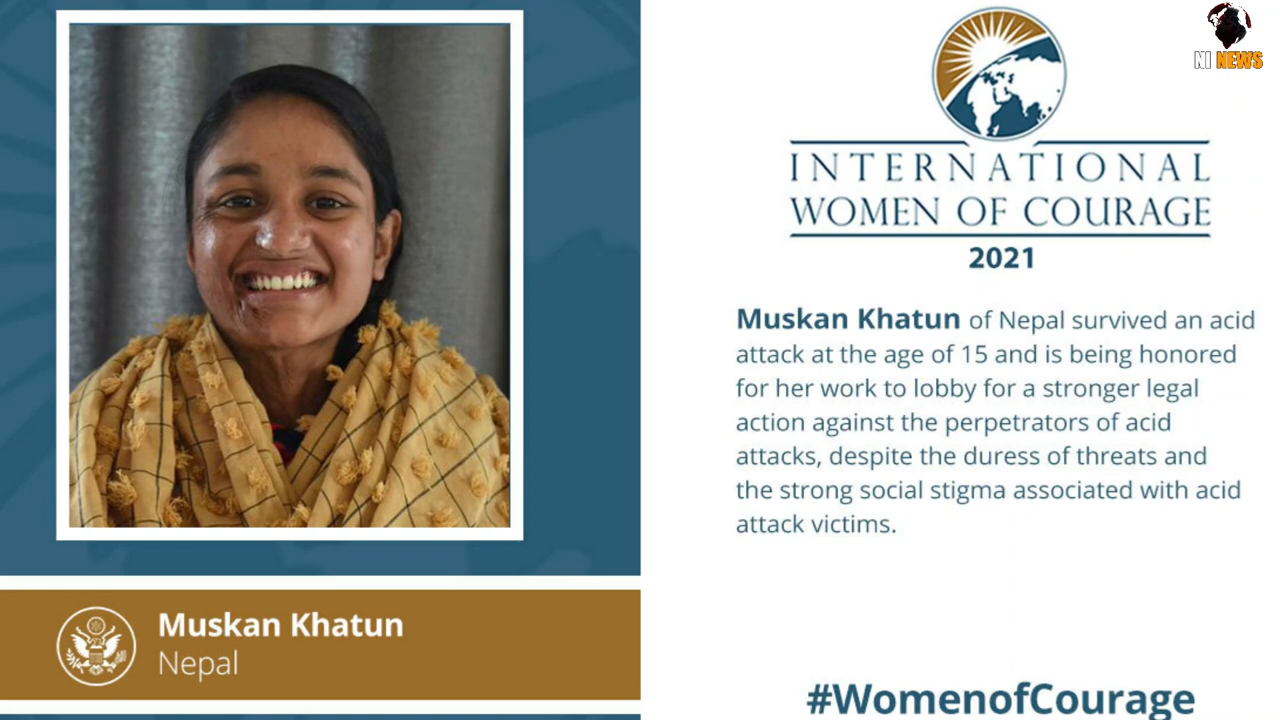 NI NEWS
INTERNATIONAL
WOMEN OF COURAGE
2021
Muskan Khatun of Nepal survived an acid
attack at the age of 15 and is being honored
for her work to lobby for a stronger legal
action against the perpetrators of acid
attacks, despite the duress of threats and
the strong social stigma associated with acid
attack victims.
Muskan Khatun
Nepal
#WomenofCourage